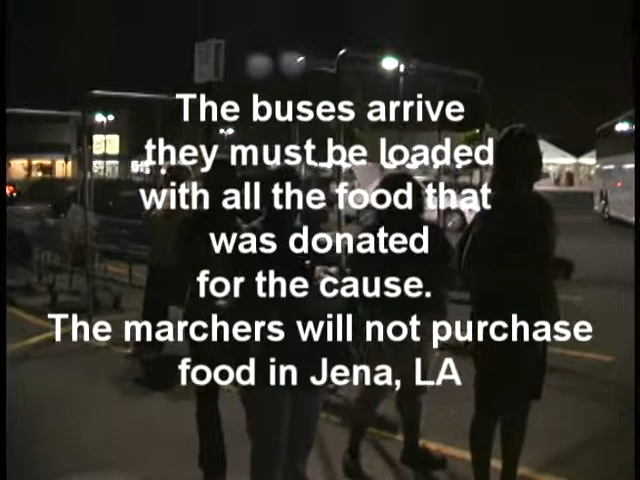 The buses arrive
they must be loaded
with all the food that
was donated
for the cause.
The marchers will not purchase
food in Jena, LA